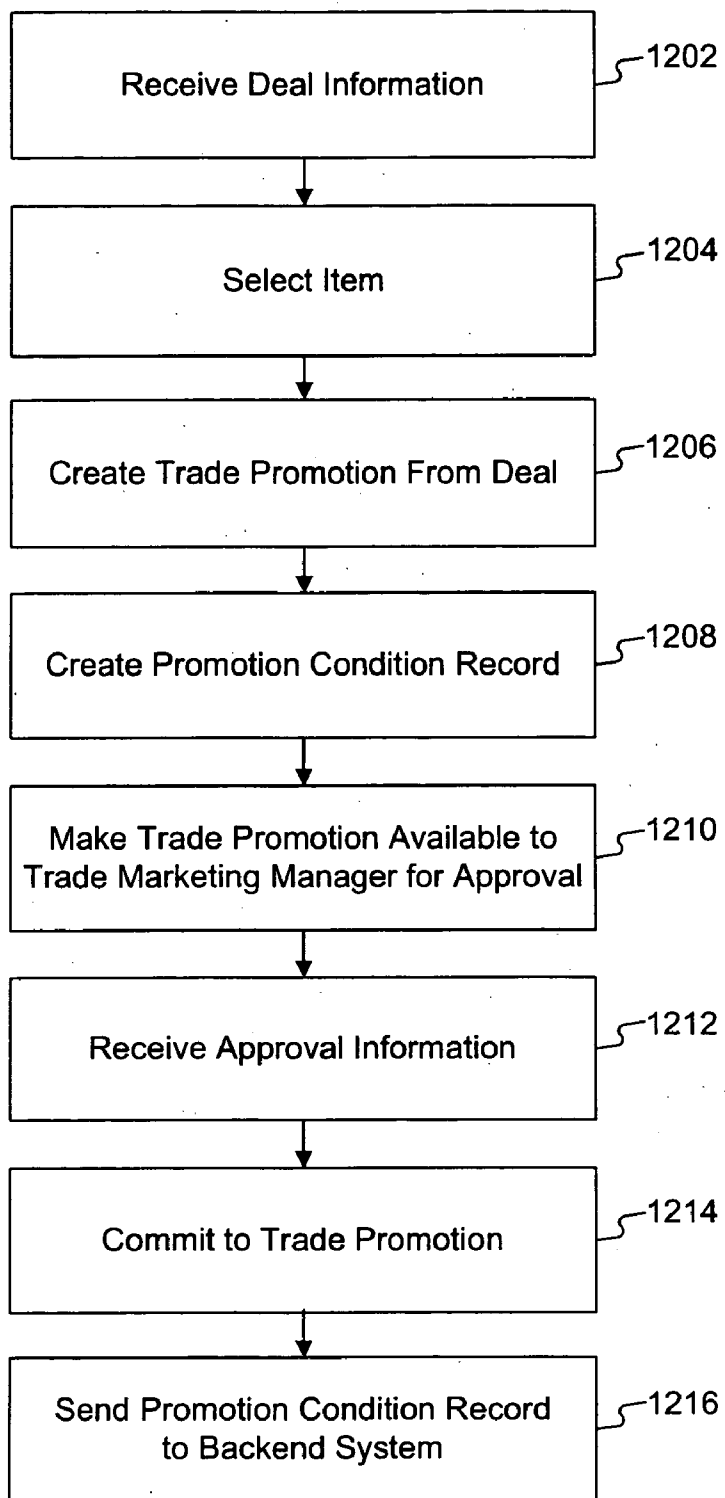 Receive Deal Information
1202
Select Item
1204
Create Trade Promotion From Deal
1206
Create Promotion Condition Record
1208
Make Trade Promotion Available to
Trade Marketing Manager for Approval
1210
Receive Approval Information
1212
Commit to Trade Promotion
1214
Send Promotion Condition Record
to Backend System
1216